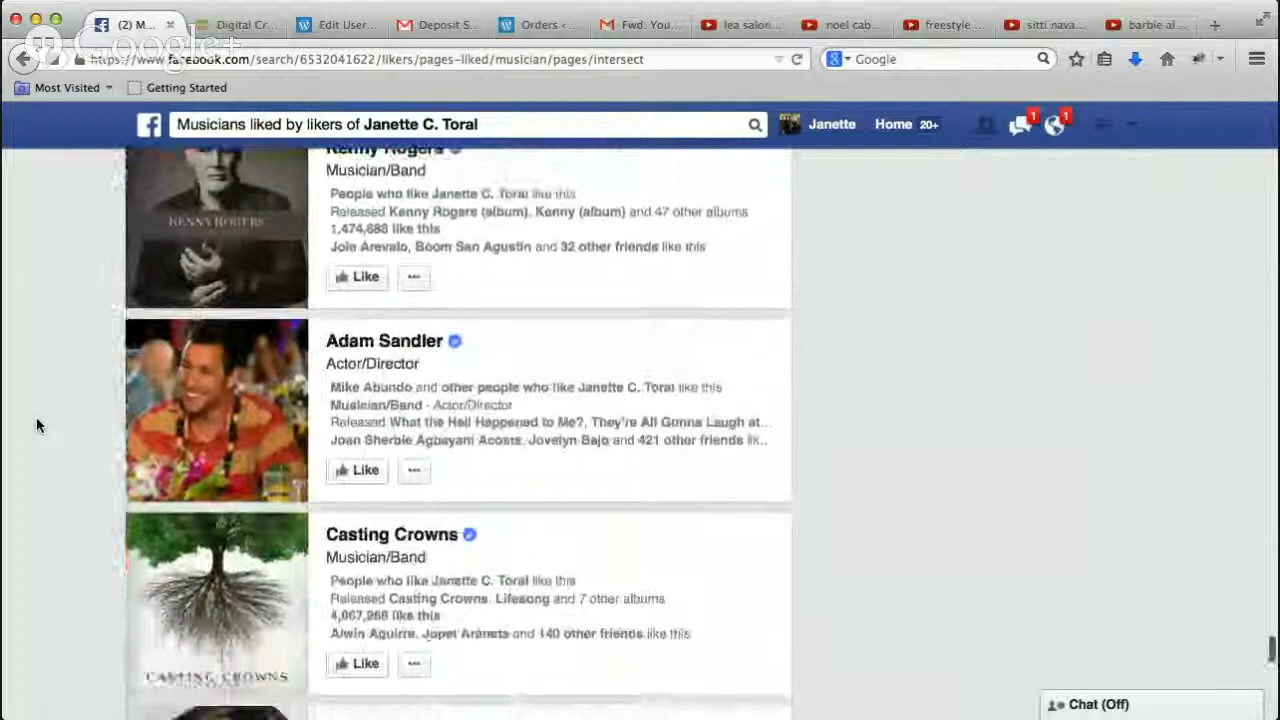 (2) M...
Digital Cr...
Edit User...
Deposit S...
Orders ‹ ...
Fwd: You...
lea salon...
noel cab...
freestyle ...
sitti nava...
barbie al...
Google+
https://www.facebook.com/search/6532041622/likers/pages-liked/musician/pages/intersect
Google
Most Visited
Getting Started
Musicians liked by likers of Janette C. Toral
Janette
Home 20+
1
1
Kenny Rogers
Musician/Band
People who like Janette C. Toral like this
Released Kenny Rogers (album), Kenny (album) and 47 other albums
1,474,688 like this
Joie Arevalo, Boom San Agustin and 32 other friends like this
Like
KENNY ROGERS
Adam Sandler
Actor/Director
Mike Abundo and other people who like Janette C. Toral like this
Musician/Band · Actor/Director
Released What the Hell Happened to Me?, They're All Gonna Laugh at...
Joan Sherbie Agbayani Acosta, Jovelyn Bajo and 421 other friends lik...
Like
Casting Crowns
Musician/Band
People who like Janette C. Toral like this
Released Casting Crowns, Lifesong and 7 other albums
4,067,268 like this
Alwin Aguirre, Jopet Araneta and 140 other friends like this
Like
CASTING CROWNS
Chat (Off)